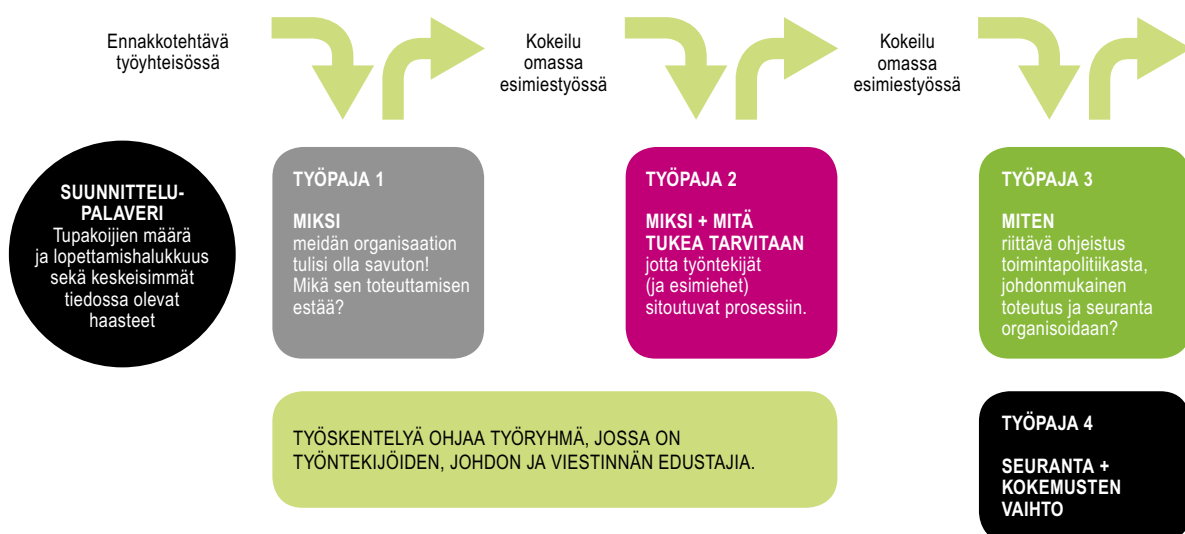 Ennakkotehtävä
työyhteisössä
Kokeilu
omassa
esimiestyössä
Kokeilu
omassa
esimiestyössä
SUUNNITTELU-
PALAVERI
Tupakoijien määrä
ja lopettamishalukkuus
sekä keskeisimmät
tiedossa olevat
haasteet
TYÖPAJA 1
MIKSI
meidän organisaation
tulisi olla savuton!
Mikä sen toteuttamisen
estää?
TYÖPAJA 2
MIKSI + MITÄ
TUKEA TARVITAAN
jotta työntekijät
(ja esimiehet)
sitoutuvat prosessiin.
TYÖPAJA 3
MITEN
riittävä ohjeistus
toimintapolitiikasta,
johdonmukainen
toteutus ja seuranta
organisoidaan?
TYÖSKENTELYÄ OHJAA TYÖRYHMÄ, JOSSA ON
TYÖNTEKIJÖIDEN, JOHDON JA VIESTINNÄN EDUSTAJIA.
TYÖPAJA 4
SEURANTA +
KOKEMUSTEN
VAIHTO